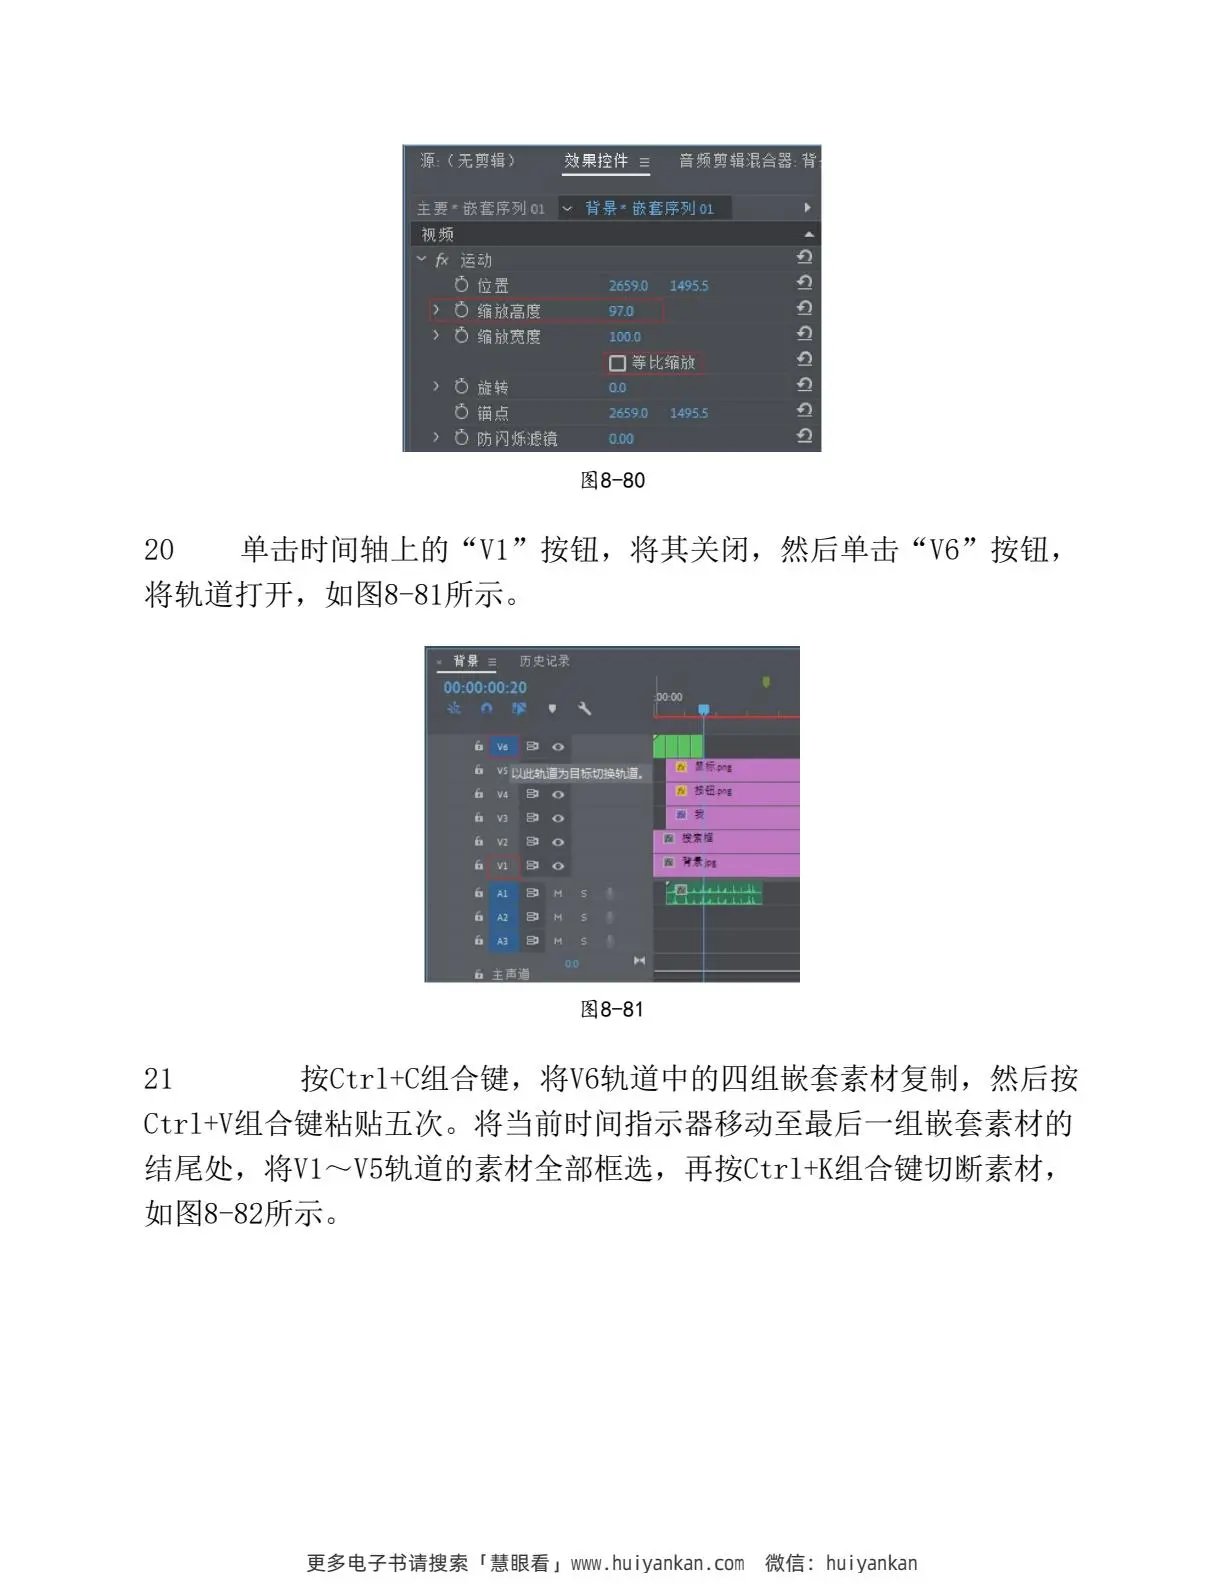 源:（无剪辑） 效果控件 ≡ 音频剪辑混合器: 背
主要* 嵌套序列 01 背景* 嵌套序列 01
视频
fx 运动
位置 2659.0 1495.5
缩放高度 97.0
缩放宽度 100.0
等比缩放
旋转 0.0
锚点 2659.0 1495.5
防闪烁滤镜 0.00
图8-80
20 单击时间轴上的“V1”按钮，将其关闭，然后单击“V6”按钮，
将轨道打开，如图8-81所示。
× 背景 ≡ 历史记录
00:00:00:20
:00:00
V6
V5 以此轨道为目标切换轨道。 fx 鼠标.png
V4 fx 按钮.png
V3 fx 我
V2 fx 搜索框
V1 fx 背景.jpg
A1 M S fx
A2 M S
A3 M S
主声道 0.0
图8-81
21 按Ctrl+C组合键，将V6轨道中的四组嵌套素材复制，然后按
Ctrl+V组合键粘贴五次。将当前时间指示器移动至最后一组嵌套素材的
结尾处，将V1～V5轨道的素材全部框选，再按Ctrl+K组合键切断素材，
如图8-82所示。
更多电子书请搜索「慧眼看」www.huiyankan.com 微信: huiyankan